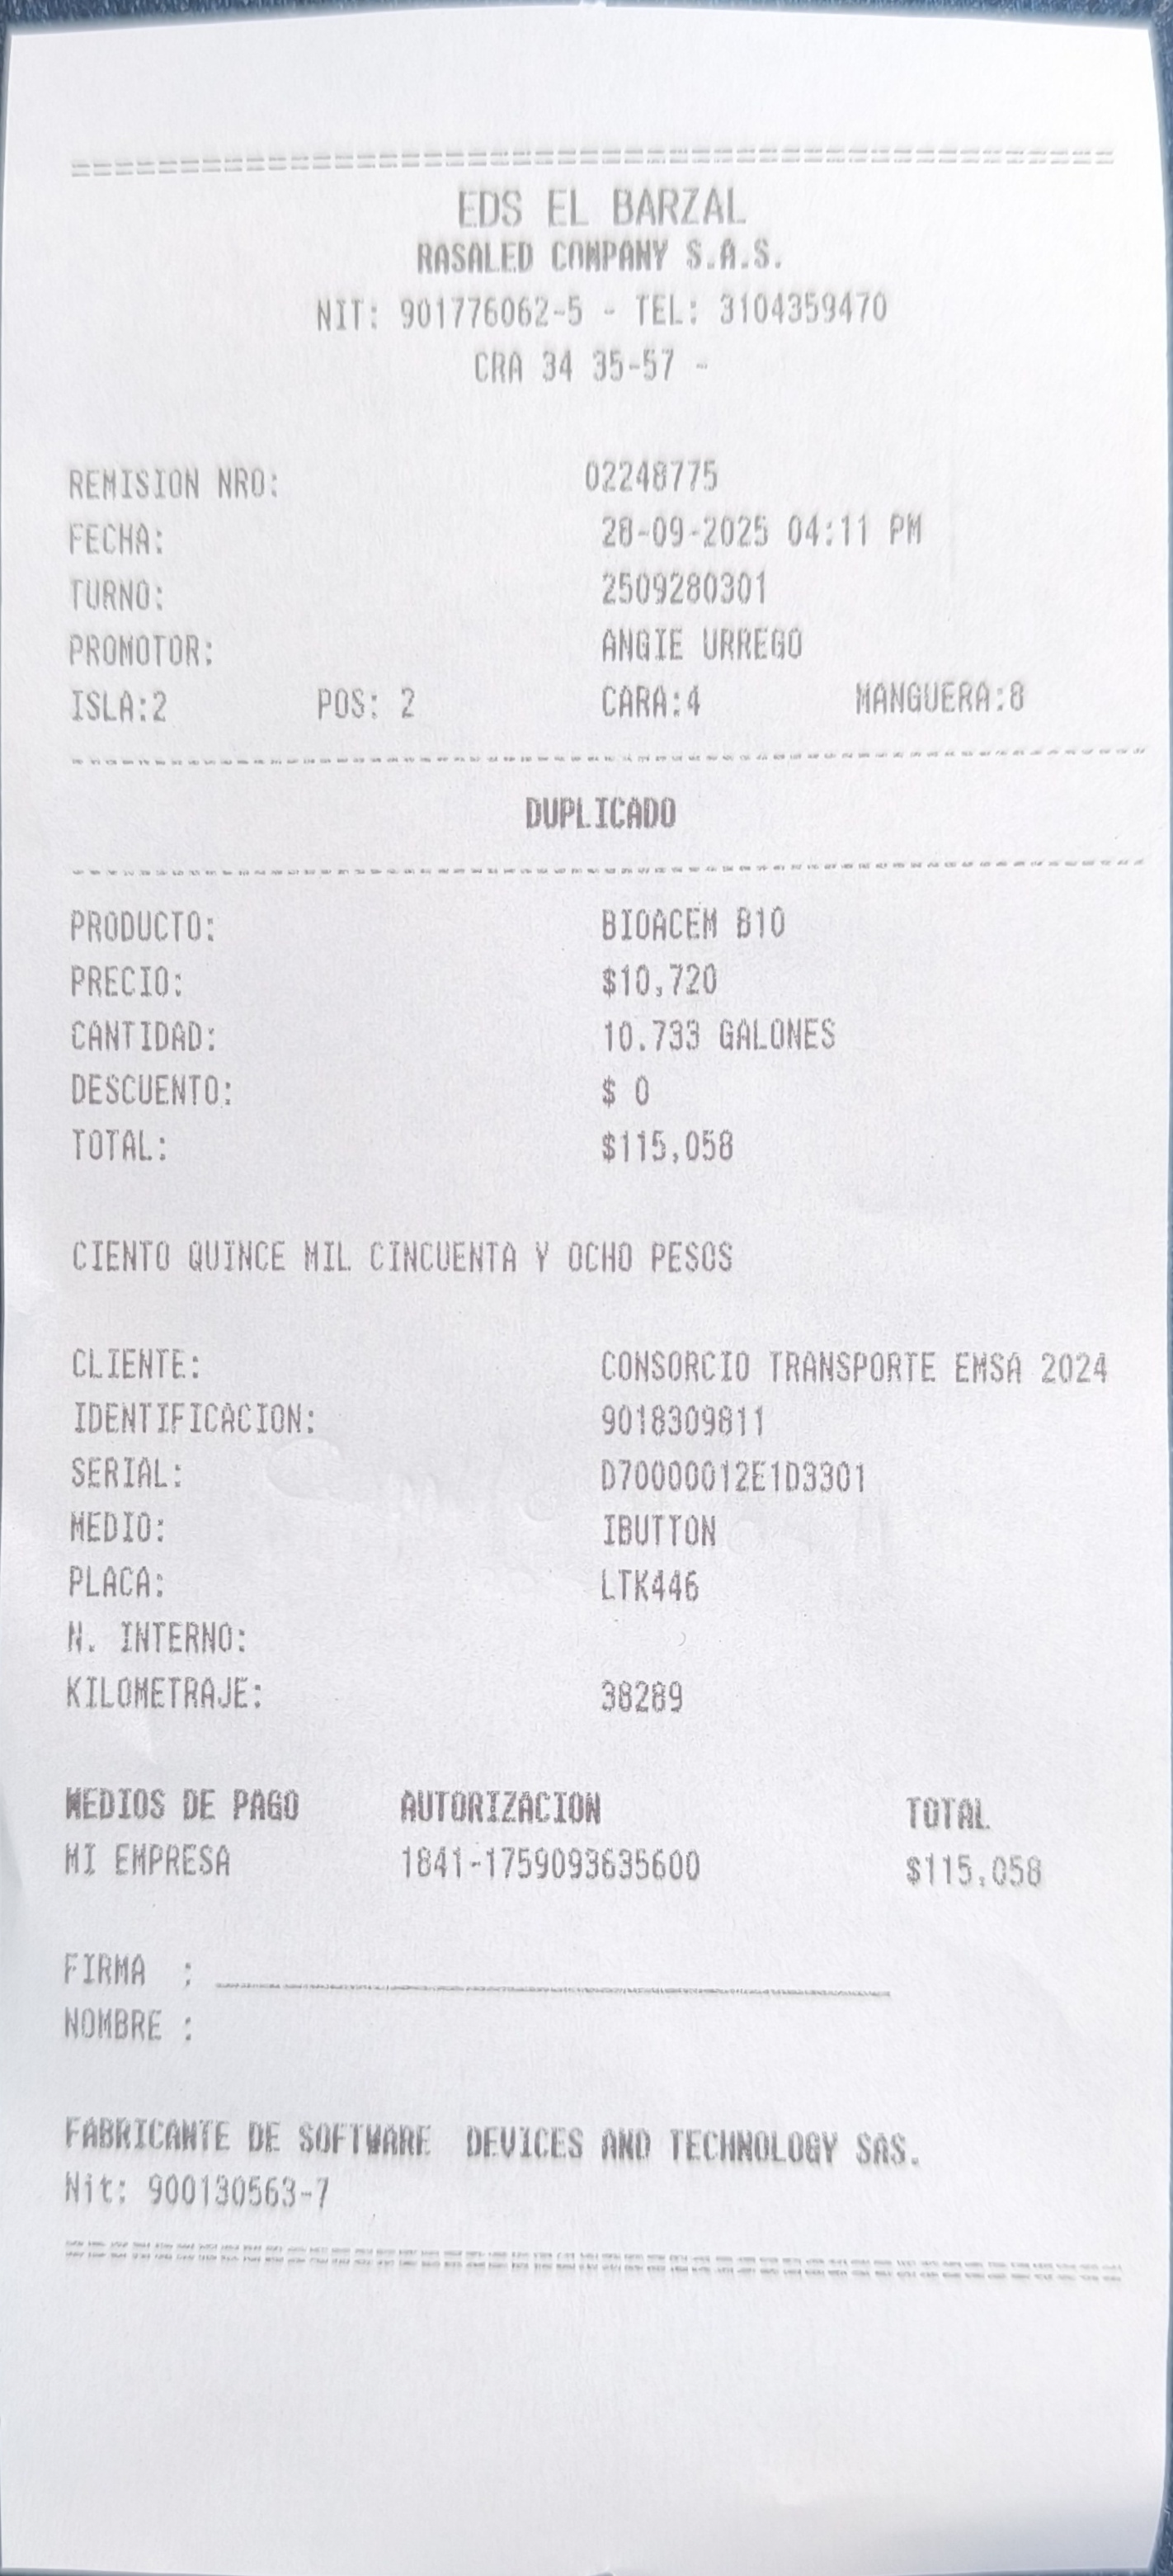 EDS EL BARZAL
RASALED COMPANY S.A.S.
NIT: 901776062-5 - TEL: 3104359470
CRA 34 35-57 -
REMISION NRO: 02248775
FECHA: 28-09-2025 04:11 PM
TURNO: 2509280301
PROMOTOR: ANGIE URREGO
ISLA:2 POS: 2 CARA:4 MANGUERA:8
DUPLICADO
PRODUCTO: BIOACEM B10
PRECIO: $10,720
CANTIDAD: 10.733 GALONES
DESCUENTO: $ 0
TOTAL: $115,058
CIENTO QUINCE MIL CINCUENTA Y OCHO PESOS
CLIENTE: CONSORCIO TRANSPORTE EMSA 2024
IDENTIFICACION: 9018309811
SERIAL: D70000012E1D3301
MEDIO: IBUTTON
PLACA: LTK446
N. INTERNO:
KILOMETRAJE: 38289
MEDIOS DE PAGO AUTORIZACION TOTAL
MI EMPRESA 1841-1759093635600 $115,058
FIRMA :
NOMBRE :
FABRICANTE DE SOFTWARE DEVICES AND TECHNOLOGY SAS.
Nit: 900130563-7